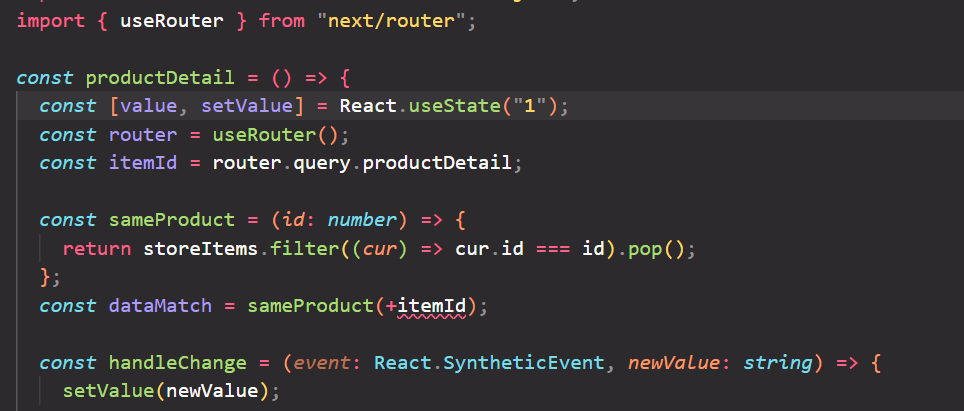 import { useRouter } from "next/router";
const productDetail = () => {
const [value, setValue] = React.useState("1");
const router = useRouter();
const itemId = router.query.productDetail;
const sameProduct = (id: number) => {
return storeItems.filter((cur) => cur.id === id).pop();
};
const dataMatch = sameProduct(+itemId);
const handleChange = (event: React.SyntheticEvent, newValue: string) => {
setValue(newValue);